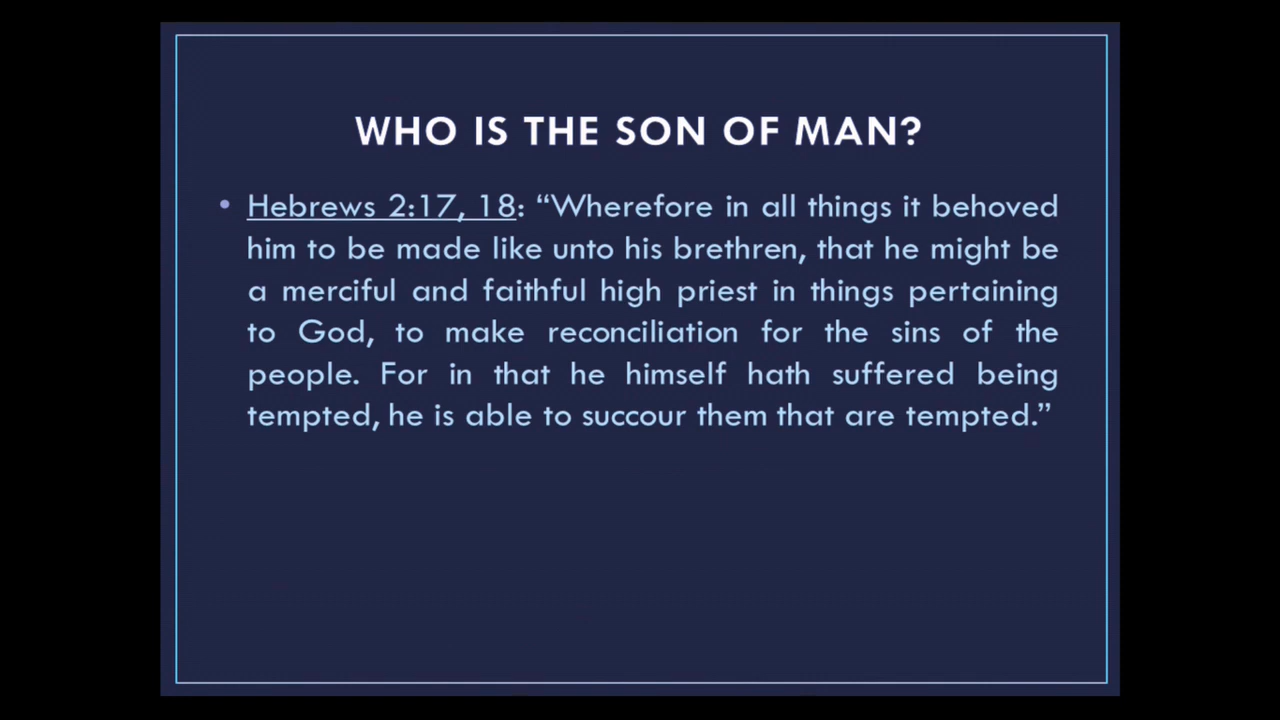 WHO IS THE SON OF MAN?
• Hebrews 2:17, 18: “Wherefore in all things it behoved
him to be made like unto his brethren, that he might be
a merciful and faithful high priest in things pertaining
to God, to make reconciliation for the sins of the
people. For in that he himself hath suffered being
tempted, he is able to succour them that are tempted.”